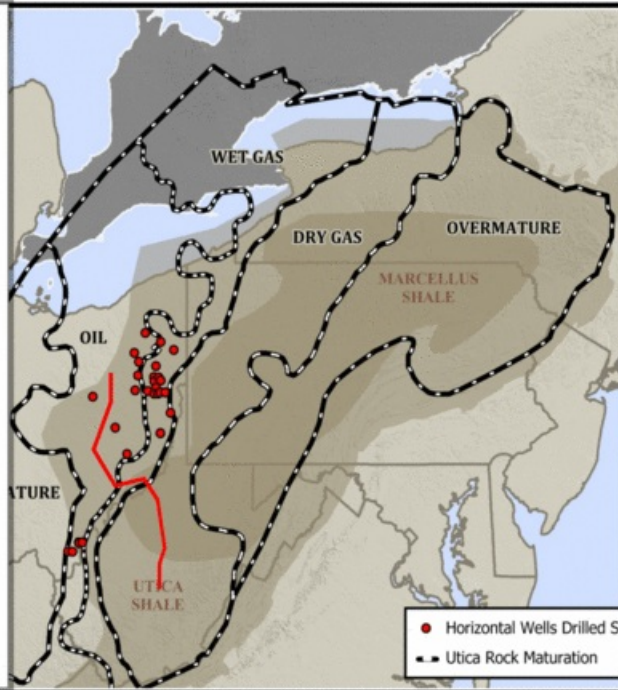 WET GAS
OVERMATURE
DRY GAS
MARCELLUS
SHALE
OIL
ATURE
UTICA
SHALE
Horizontal Wells Drilled S
Utica Rock Maturation